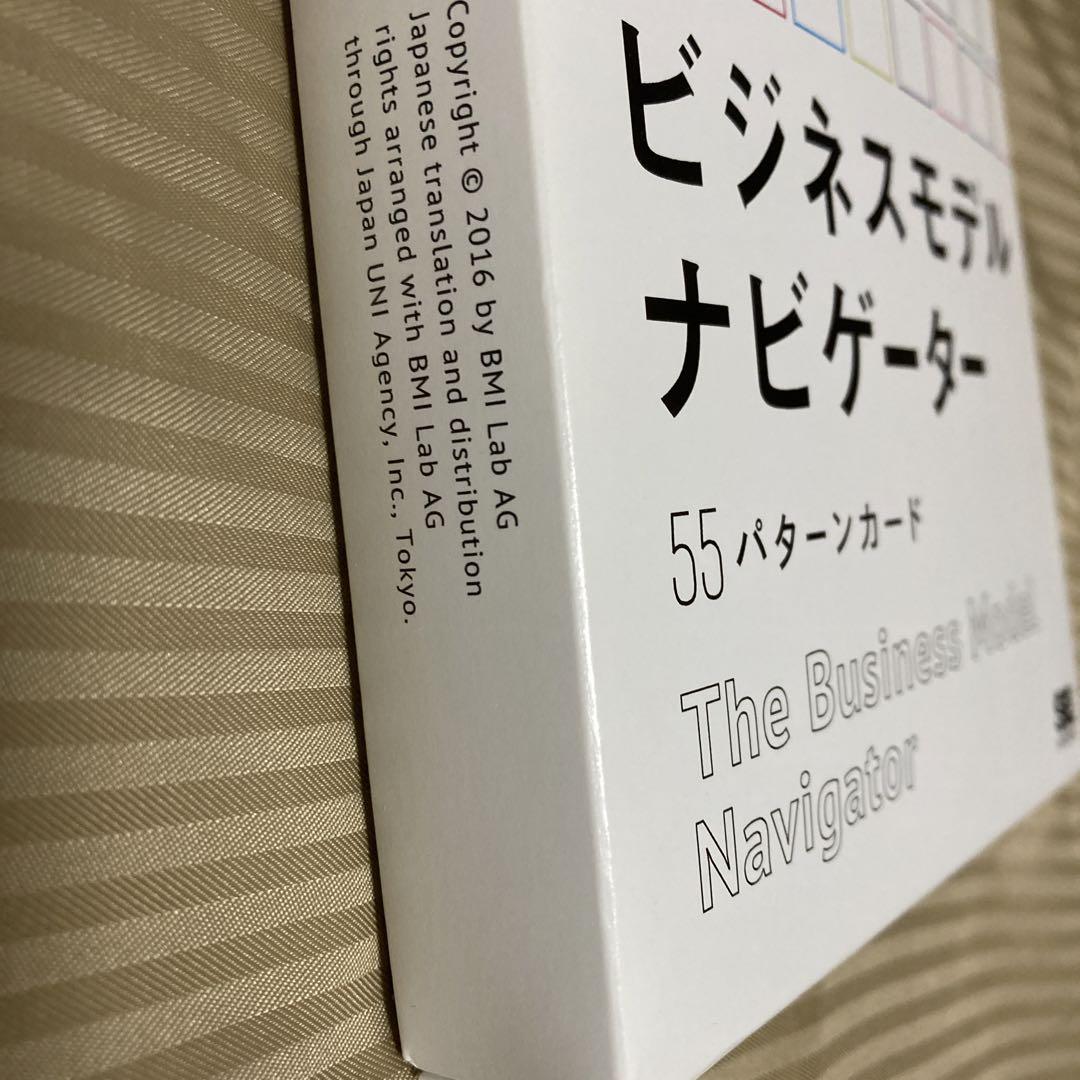 ビジネスモデル
ナビゲーター
55 パターンカード
The Business Model
Navigator
Copyright © 2016 by BMI Lab AG
Japanese translation and distribution
rights arranged with BMI Lab AG
through Japan UNI Agency, Inc., Tokyo.